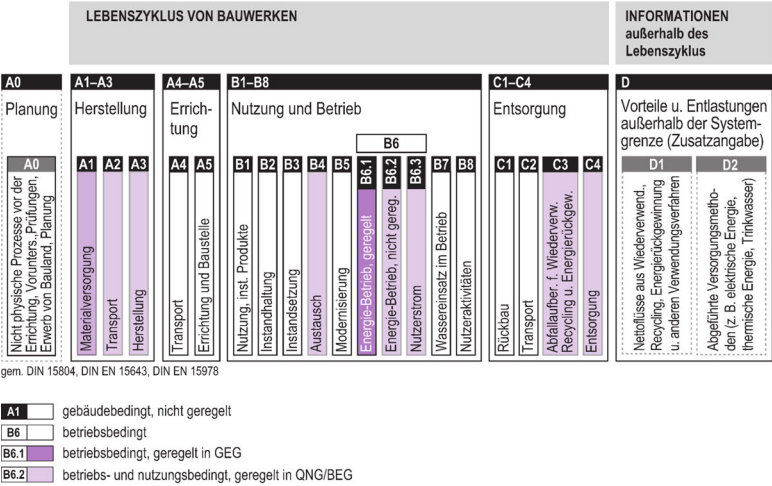 LEBENSZYKLUS VON BAUWERKEN
INFORMATIONEN
außerhalb des
Lebenszyklus
A0
Planung
A0
Nicht physische Prozesse vor der
Errichtung, Vorunters., Prüfungen,
Erwerb von Bauland, Planung
A1–A3
Herstellung
A1
Materialversorgung
A2
Transport
A3
Herstellung
A4–A5
Errich-
tung
A4
Transport
A5
Errichtung und Baustelle
B1–B8
Nutzung und Betrieb
B6
B1
Nutzung, inst. Produkte
B2
Instandhaltung
B3
Instandsetzung
B4
Austausch
B5
Modernisierung
B6.1
Energie-Betrieb, geregelt
B6.2
Energie-Betrieb, nicht gereg.
B6.3
Nutzerstrom
B7
Wassereinsatz im Betrieb
B8
Nutzeraktivitäten
C1–C4
Entsorgung
C1
Rückbau
C2
Transport
C3
Abfallaufber. f. Wiederverw.
Recycling u. Energierückgew.
C4
Entsorgung
D
Vorteile u. Entlastungen
außerhalb der System-
grenze (Zusatzangabe)
D1
Nettoflüsse aus Wiederverwend.,
Recycling, Energierückgewinnung
u. anderen Verwendungsverfahren
D2
Abgeführte Versorgungsmetho-
den (z. B. elektrische Energie,
thermische Energie, Trinkwasser)
gem. DIN 15804, DIN EN 15643, DIN EN 15978
A1 gebäudebedingt, nicht geregelt
B6 betriebsbedingt
B6.1 betriebsbedingt, geregelt in GEG
B6.2 betriebs- und nutzungsbedingt, geregelt in QNG/BEG